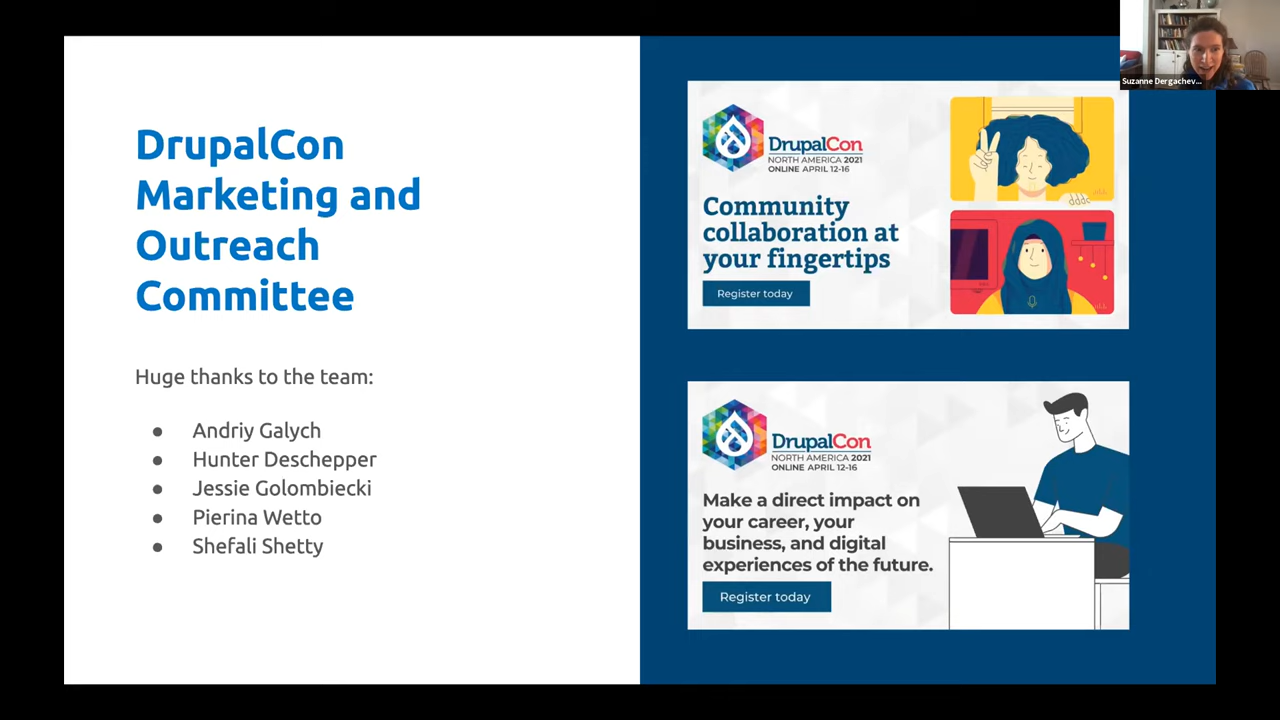 DrupalCon
Marketing and
Outreach
Committee
Huge thanks to the team:
● Andriy Galych
● Hunter Deschepper
● Jessie Golombiecki
● Pierina Wetto
● Shefali Shetty
DrupalCon
NORTH AMERICA 2021
ONLINE APRIL 12-16
Community
collaboration at
your fingertips
Register today
DrupalCon
NORTH AMERICA 2021
ONLINE APRIL 12-16
Make a direct impact on
your career, your
business, and digital
experiences of the future.
Register today
Suzanne Dergachev...